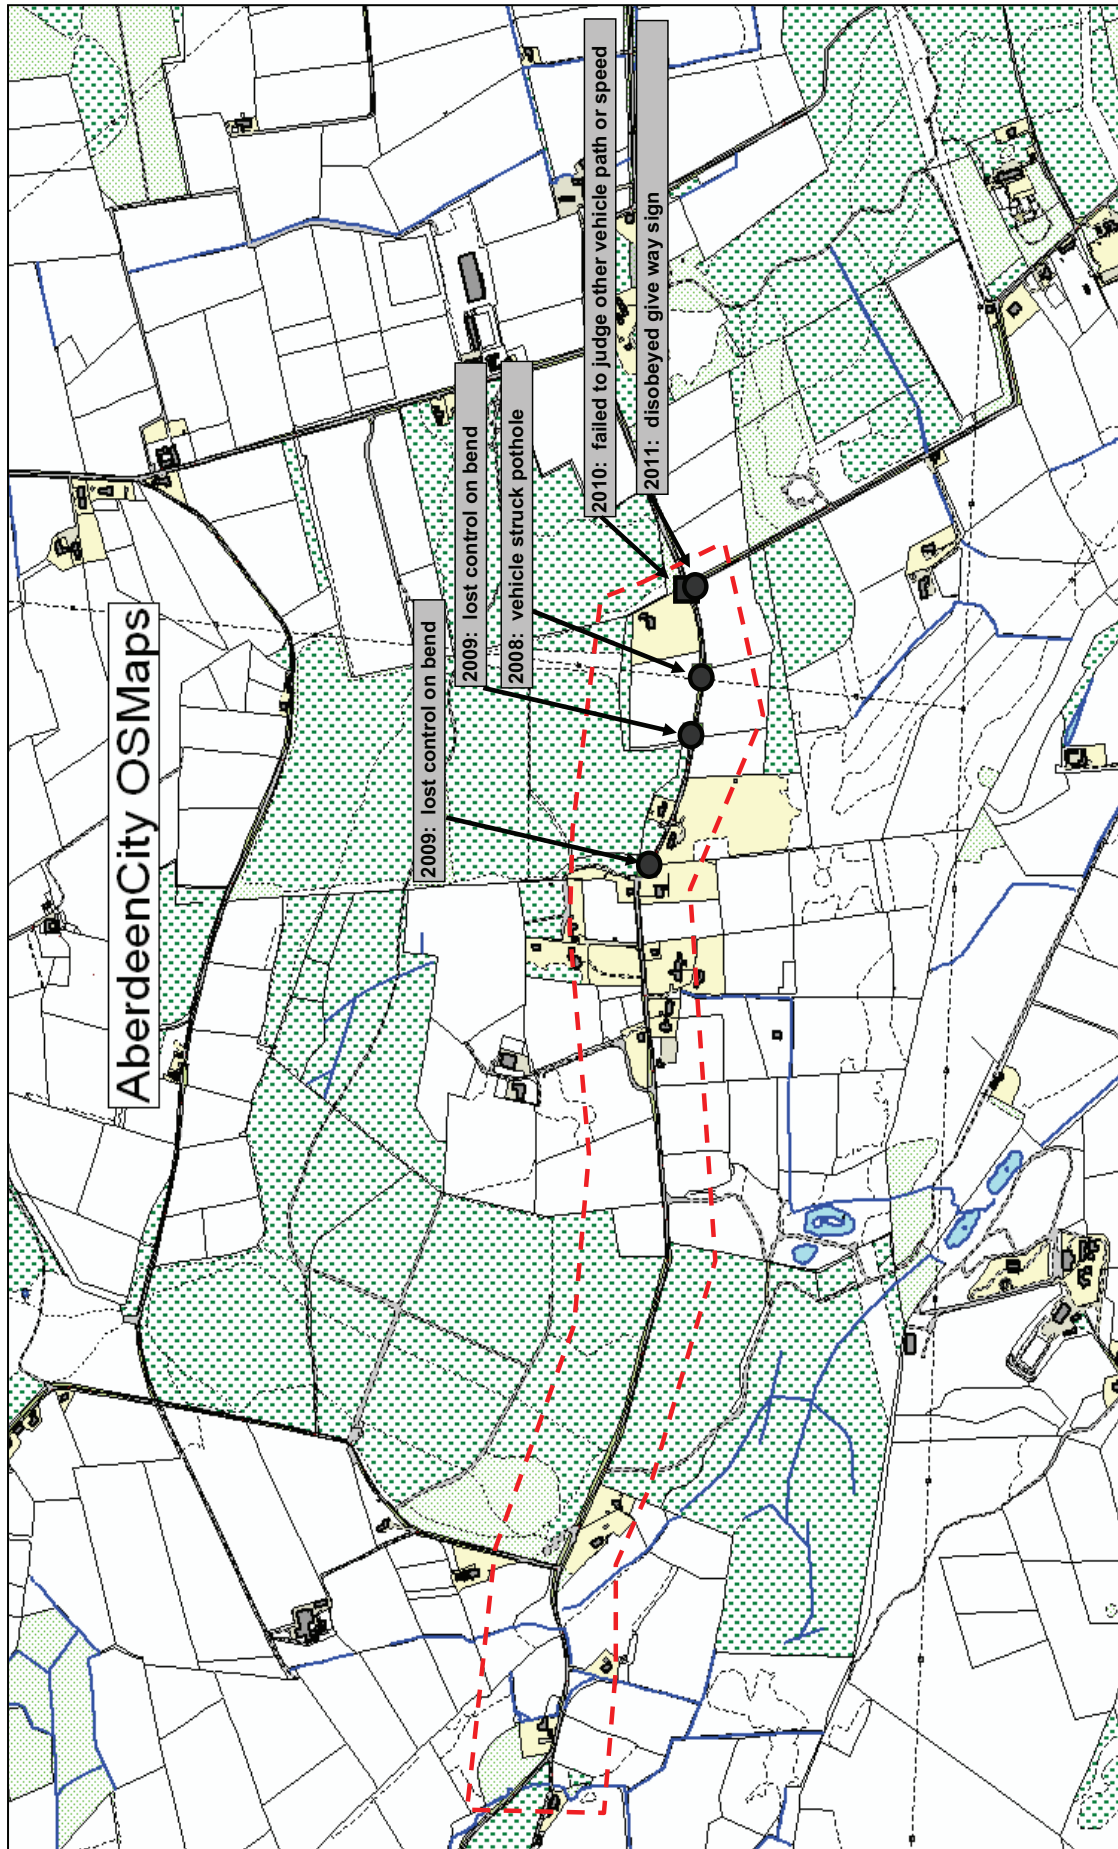 AberdeenCity OSMaps
2009:  lost control on bend
2009:  lost control on bend
2008:  vehicle struck pothole
2010:  failed to judge other vehicle path or speed
2011:  disobeyed give way sign